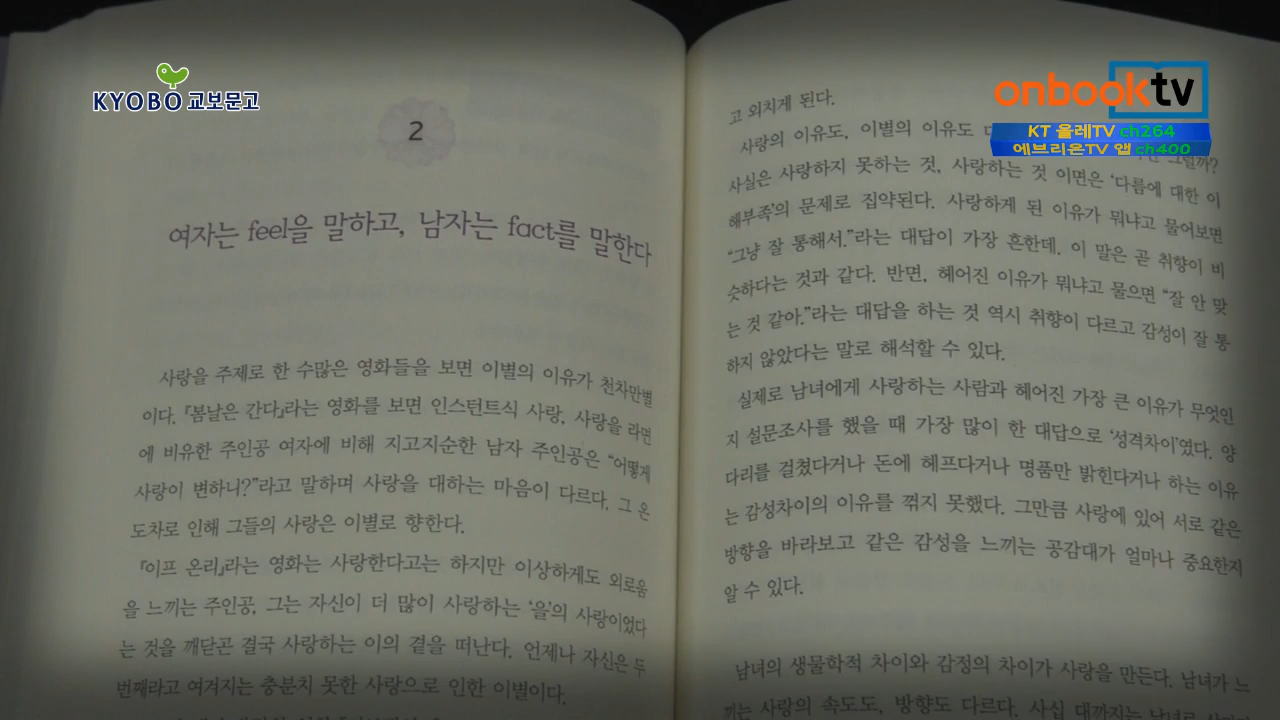 KYOBO 교보문고
onbooktv
KT 올레TV ch264
에브리온TV 앱 ch400
2
여자는 feel을 말하고, 남자는 fact를 말한다
사랑을 주제로 한 수많은 영화들을 보면 이별의 이유가 천차만별
이다. 『봄날은 간다』라는 영화를 보면 인스턴트식 사랑, 사랑을 라면
에 비유한 주인공 여자에 비해 지고지순한 남자 주인공은 “어떻게
사랑이 변하니?”라고 말하며 사랑을 대하는 마음이 다르다. 그 온
도차로 인해 그들의 사랑은 이별로 향한다.
『이프 온리』라는 영화는 사랑한다고는 하지만 이상하게도 외로움
을 느끼는 주인공, 그는 자신이 더 많이 사랑하는 ‘을’의 사랑이었다
는 것을 깨닫곤 결국 사랑하는 이의 곁을 떠난다. 언제나 자신은 두
번째라고 여겨지는 충분치 못한 사랑으로 인한 이별이다.
고 외치게 된다.
사랑의 이유도, 이별의 이유도 그럴까?
사실은 사랑하지 못하는 것, 사랑하는 것 이면은 ‘다름에 대한 이
해부족’의 문제로 집약된다. 사랑하게 된 이유가 뭐냐고 물어보면
“그냥 잘 통해서.”라는 대답이 가장 흔한데, 이 말은 곧 취향이 비
슷하다는 것과 같다. 반면, 헤어진 이유가 뭐냐고 물으면 “잘 안 맞
는 것 같아.”라는 대답을 하는 것 역시 취향이 다르고 감성이 잘 통
하지 않았다는 말로 해석할 수 있다.
실제로 남녀에게 사랑하는 사람과 헤어진 가장 큰 이유가 무엇인
지 설문조사를 했을 때 가장 많이 한 대답으로 ‘성격차이’였다. 양
다리를 걸쳤다거나 돈에 헤프다거나 명품만 밝힌다거나 하는 이유
는 감성차이의 이유를 꺾지 못했다. 그만큼 사랑에 있어 서로 같은
방향을 바라보고 같은 감성을 느끼는 공감대가 얼마나 중요한지
알 수 있다.
남녀의 생물학적 차이와 감정의 차이가 사랑을 만든다. 남녀가 느
끼는 사랑의 속도도, 방향도 다르다. 사십 대까지는